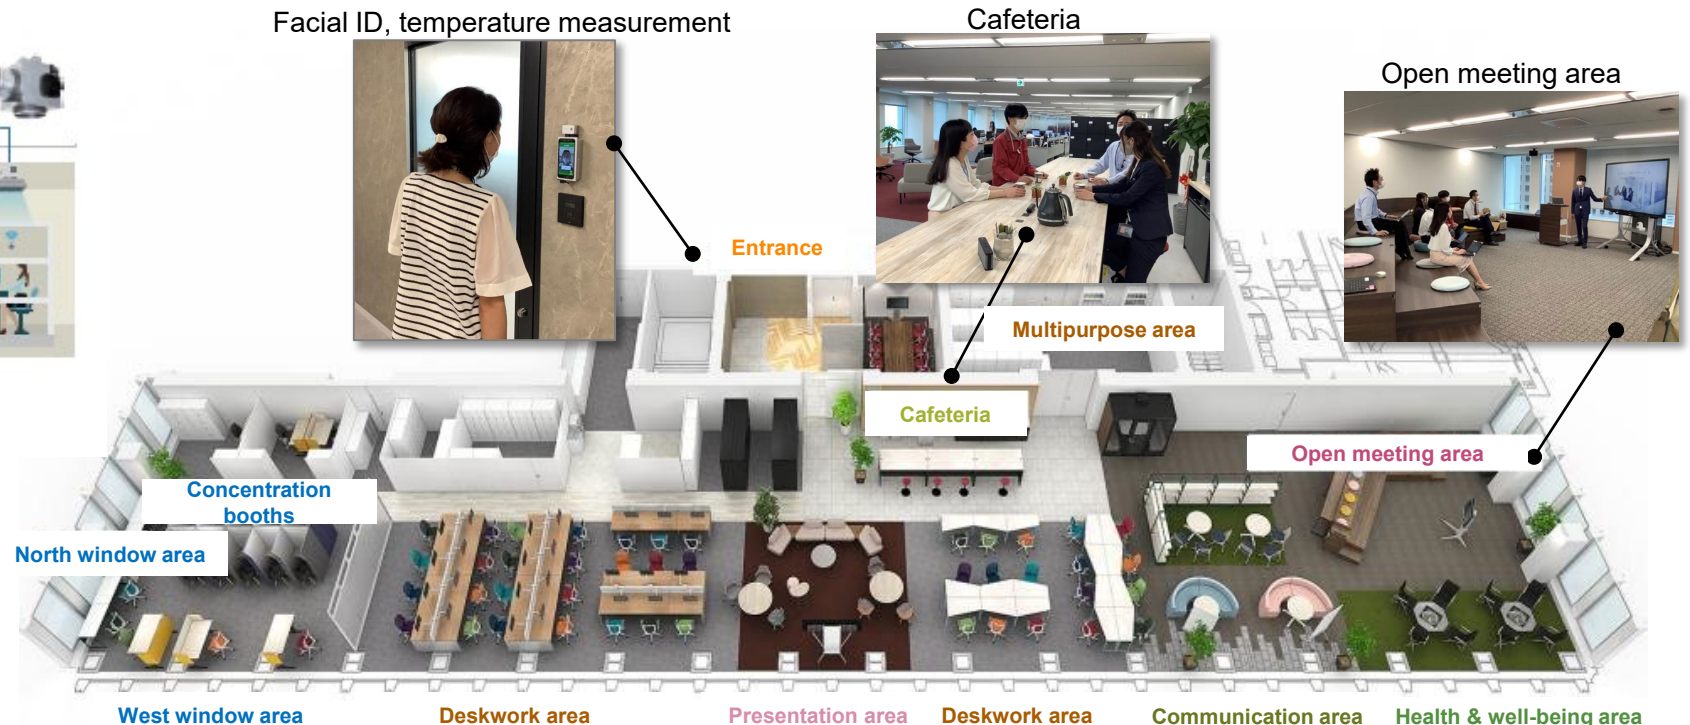 Facial ID, temperature measurement
Cafeteria
Open meeting area
Entrance
Multipurpose area
Cafeteria
Open meeting area
Concentration
booths
North window area
West window area
Deskwork area
Presentation area
Deskwork area
Communication area
Health & well-being area